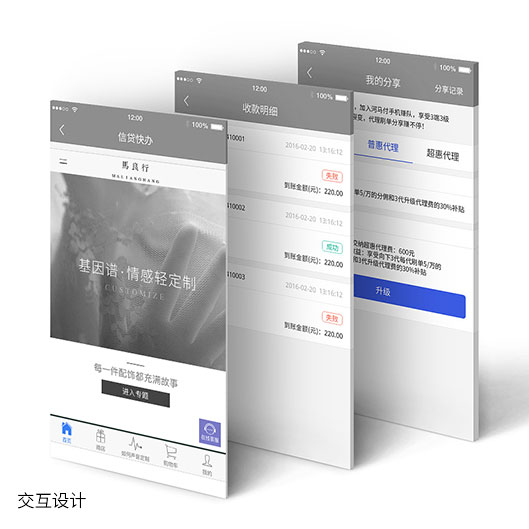 12:00
100%
信贷快办
馬良行
MALIANGHANG
基因谱·情感轻定制
CUSTOMIZE
每一件配饰都充满故事
进入专题
在线客服
首页
商店
如何声音定制
购物车
我的
12:00
100%
收款明细
410001
2016-02-20 13:16:12
失败
到账金额(元)：220.00
410002
2016-02-20 13:16:12
成功
到账金额(元)：220.00
410003
2016-02-20 13:16:12
失败
到账金额(元)：220.00
12:00
100%
我的分享
分享记录
，加入河马付手机赚队，享受3端3级
裂变，代理刷单分享赚不停！
普惠代理
超惠代理
单5/万的分佣和3代升级代理费的30%补贴
交纳超惠代理费：600元
益：享受向下3代每代刷单5/万的
和3代升级代理费的30%补贴
升级
交互设计